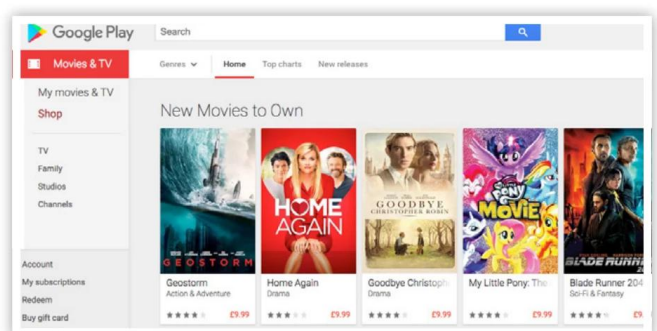 Google Play
Search
Movies & TV
Genres
Home
Top charts
New releases
My movies & TV
Shop
TV
Family
Studios
Channels
Account
My subscriptions
Redeem
Buy gift card
New Movies to Own
GEOSTORM
HOME
AGAIN
GOODBYE
CHRISTOPHER ROBIN
MY LITTLE
PONY
THE
MOViE
BLADE RUNN
Geostorm
Action & Adventure
£9.99
Home Again
Drama
£9.99
Goodbye Christoph
Drama
£9.99
My Little Pony: The
£9.99
Blade Runner 204
Sci-Fi & Fantasy
£9.